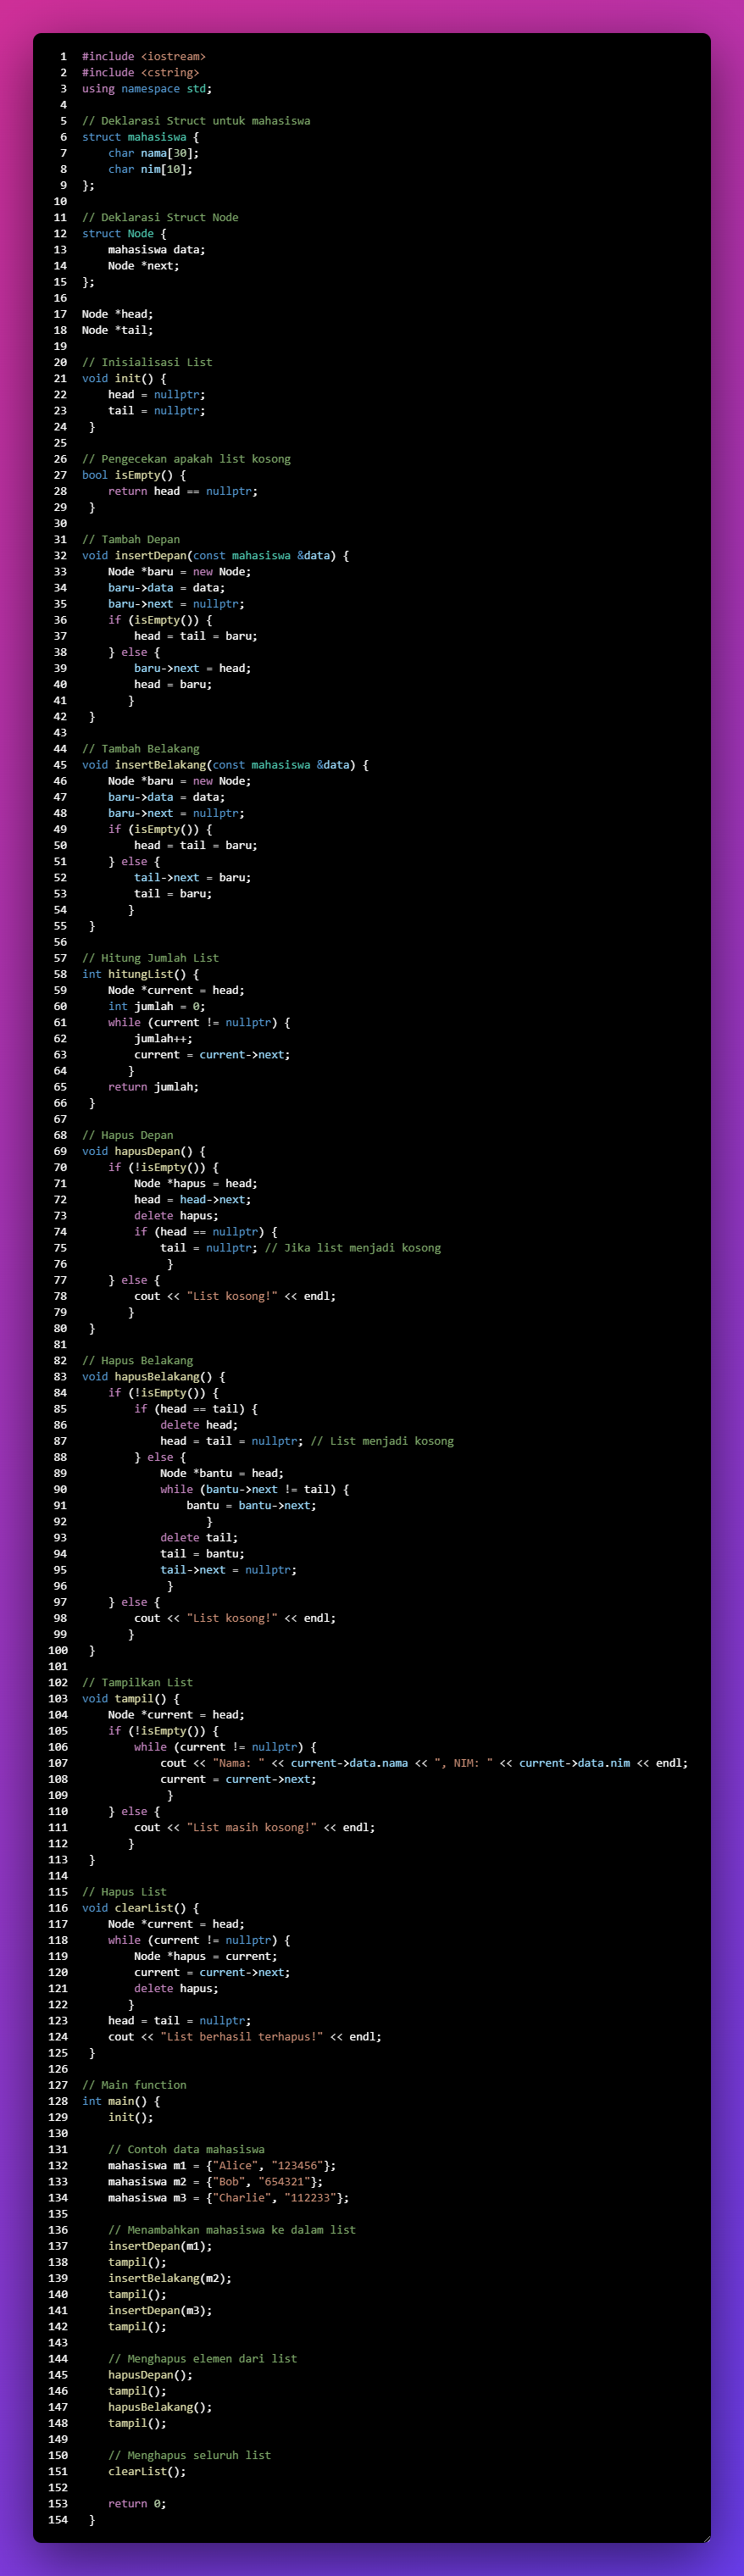 1 #include <iostream>
2 #include <cstring>
3 using namespace std;
4
5 // Deklarasi Struct untuk mahasiswa
6 struct mahasiswa {
7     char nama[30];
8     char nim[10];
9 };
10
11 // Deklarasi Struct Node
12 struct Node {
13     mahasiswa data;
14     Node *next;
15 };
16
17 Node *head;
18 Node *tail;
19
20 // Inisialisasi List
21 void init() {
22     head = nullptr;
23     tail = nullptr;
24  }
25
26 // Pengecekan apakah list kosong
27 bool isEmpty() {
28     return head == nullptr;
29  }
30
31 // Tambah Depan
32 void insertDepan(const mahasiswa &data) {
33     Node *baru = new Node;
34     baru->data = data;
35     baru->next = nullptr;
36     if (isEmpty()) {
37         head = tail = baru;
38     } else {
39         baru->next = head;
40         head = baru;
41        }
42  }
43
44 // Tambah Belakang
45 void insertBelakang(const mahasiswa &data) {
46     Node *baru = new Node;
47     baru->data = data;
48     baru->next = nullptr;
49     if (isEmpty()) {
50         head = tail = baru;
51     } else {
52         tail->next = baru;
53         tail = baru;
54        }
55  }
56
57 // Hitung Jumlah List
58 int hitungList() {
59     Node *current = head;
60     int jumlah = 0;
61     while (current != nullptr) {
62         jumlah++;
63         current = current->next;
64        }
65     return jumlah;
66  }
67
68 // Hapus Depan
69 void hapusDepan() {
70     if (!isEmpty()) {
71         Node *hapus = head;
72         head = head->next;
73         delete hapus;
74         if (head == nullptr) {
75             tail = nullptr; // Jika list menjadi kosong
76              }
77     } else {
78         cout << "List kosong!" << endl;
79        }
80  }
81
82 // Hapus Belakang
83 void hapusBelakang() {
84     if (!isEmpty()) {
85         if (head == tail) {
86             delete head;
87             head = tail = nullptr; // List menjadi kosong
88         } else {
89             Node *bantu = head;
90             while (bantu->next != tail) {
91                 bantu = bantu->next;
92                    }
93             delete tail;
94             tail = bantu;
95             tail->next = nullptr;
96              }
97     } else {
98         cout << "List kosong!" << endl;
99        }
100  }
101
102 // Tampilkan List
103 void tampil() {
104     Node *current = head;
105     if (!isEmpty()) {
106         while (current != nullptr) {
107             cout << "Nama: " << current->data.nama << ", NIM: " << current->data.nim << endl;
108             current = current->next;
109              }
110     } else {
111         cout << "List masih kosong!" << endl;
112        }
113  }
114
115 // Hapus List
116 void clearList() {
117     Node *current = head;
118     while (current != nullptr) {
119         Node *hapus = current;
120         current = current->next;
121         delete hapus;
122        }
123     head = tail = nullptr;
124     cout << "List berhasil terhapus!" << endl;
125  }
126
127 // Main function
128 int main() {
129     init();
130
131     // Contoh data mahasiswa
132     mahasiswa m1 = {"Alice", "123456"};
133     mahasiswa m2 = {"Bob", "654321"};
134     mahasiswa m3 = {"Charlie", "112233"};
135
136     // Menambahkan mahasiswa ke dalam list
137     insertDepan(m1);
138     tampil();
139     insertBelakang(m2);
140     tampil();
141     insertDepan(m3);
142     tampil();
143
144     // Menghapus elemen dari list
145     hapusDepan();
146     tampil();
147     hapusBelakang();
148     tampil();
149
150     // Menghapus seluruh list
151     clearList();
152
153     return 0;
154  }